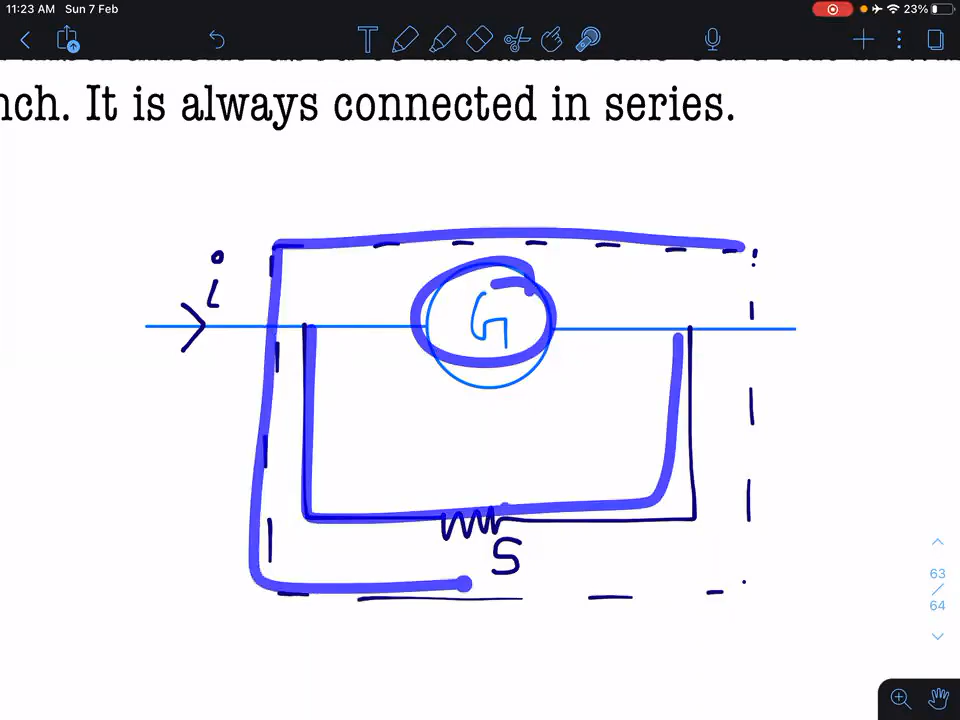 11:23 AM Sun 7 Feb
23%
T
nch. It is always connected in series.
i
G
S
63
/
64